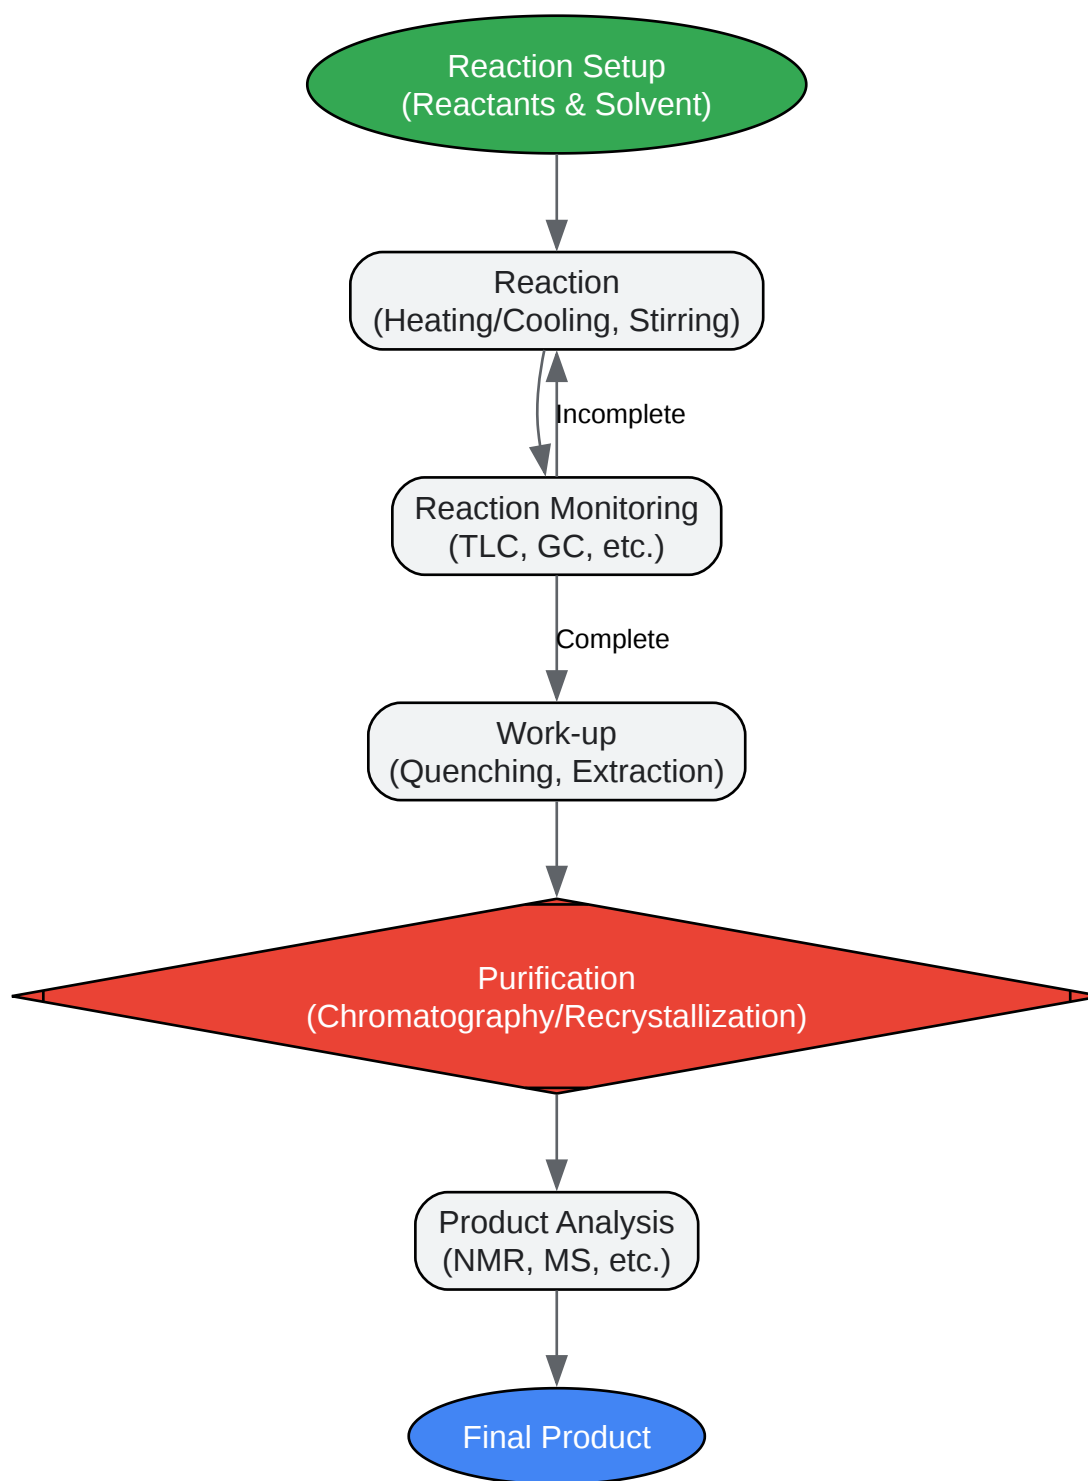 Reaction Setup
(Reactants & Solvent)
Reaction
(Heating/Cooling, Stirring)
Incomplete
Reaction Monitoring
(TLC, GC, etc.)
Complete
Work-up
(Quenching, Extraction)
Purification
(Chromatography/Recrystallization)
Product Analysis
(NMR, MS, etc.)
Final Product